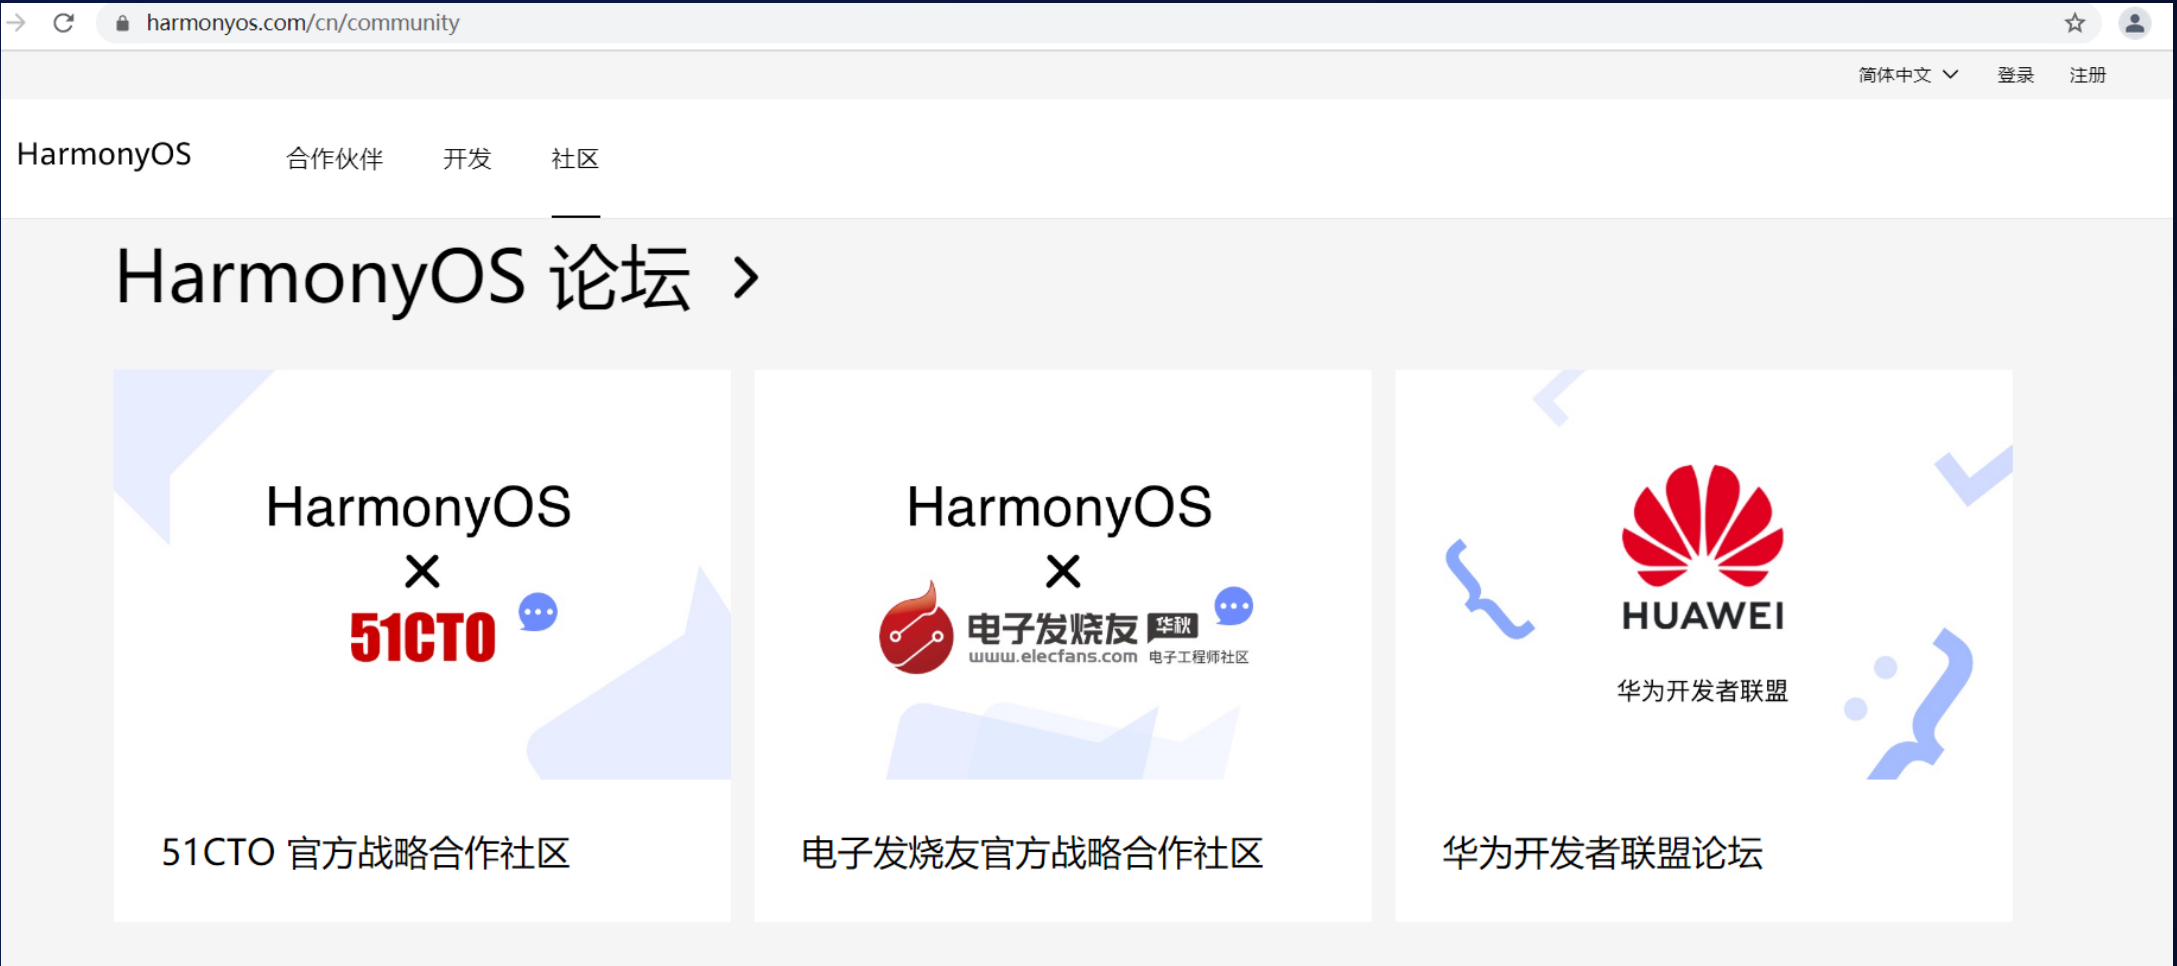 harmonyos.com/cn/community
简体中文 登录 注册
HarmonyOS 合作伙伴 开发 社区
HarmonyOS 论坛
HarmonyOS
51CTO
51CTO 官方战略合作社区
HarmonyOS
电子发烧友 华秋
www.elecfans.com 电子工程师社区
电子发烧友官方战略合作社区
HUAWEI
华为开发者联盟
华为开发者联盟论坛